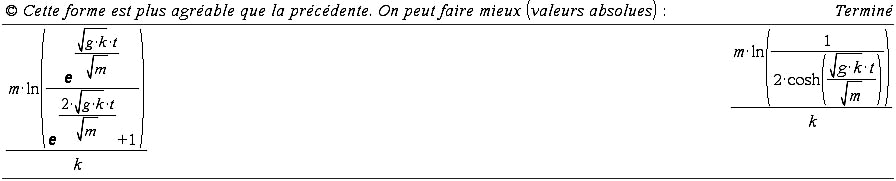 © Cette forme est plus agréable que la précédente. On peut faire mieux (valeurs absolues) : Terminé
m·ln(e^(√(g·k)·t/√m)/(e^(2·√(g·k)·t/√m)+1))/k
m·ln(1/(2·cosh(√(g·k)·t/√m)))/k